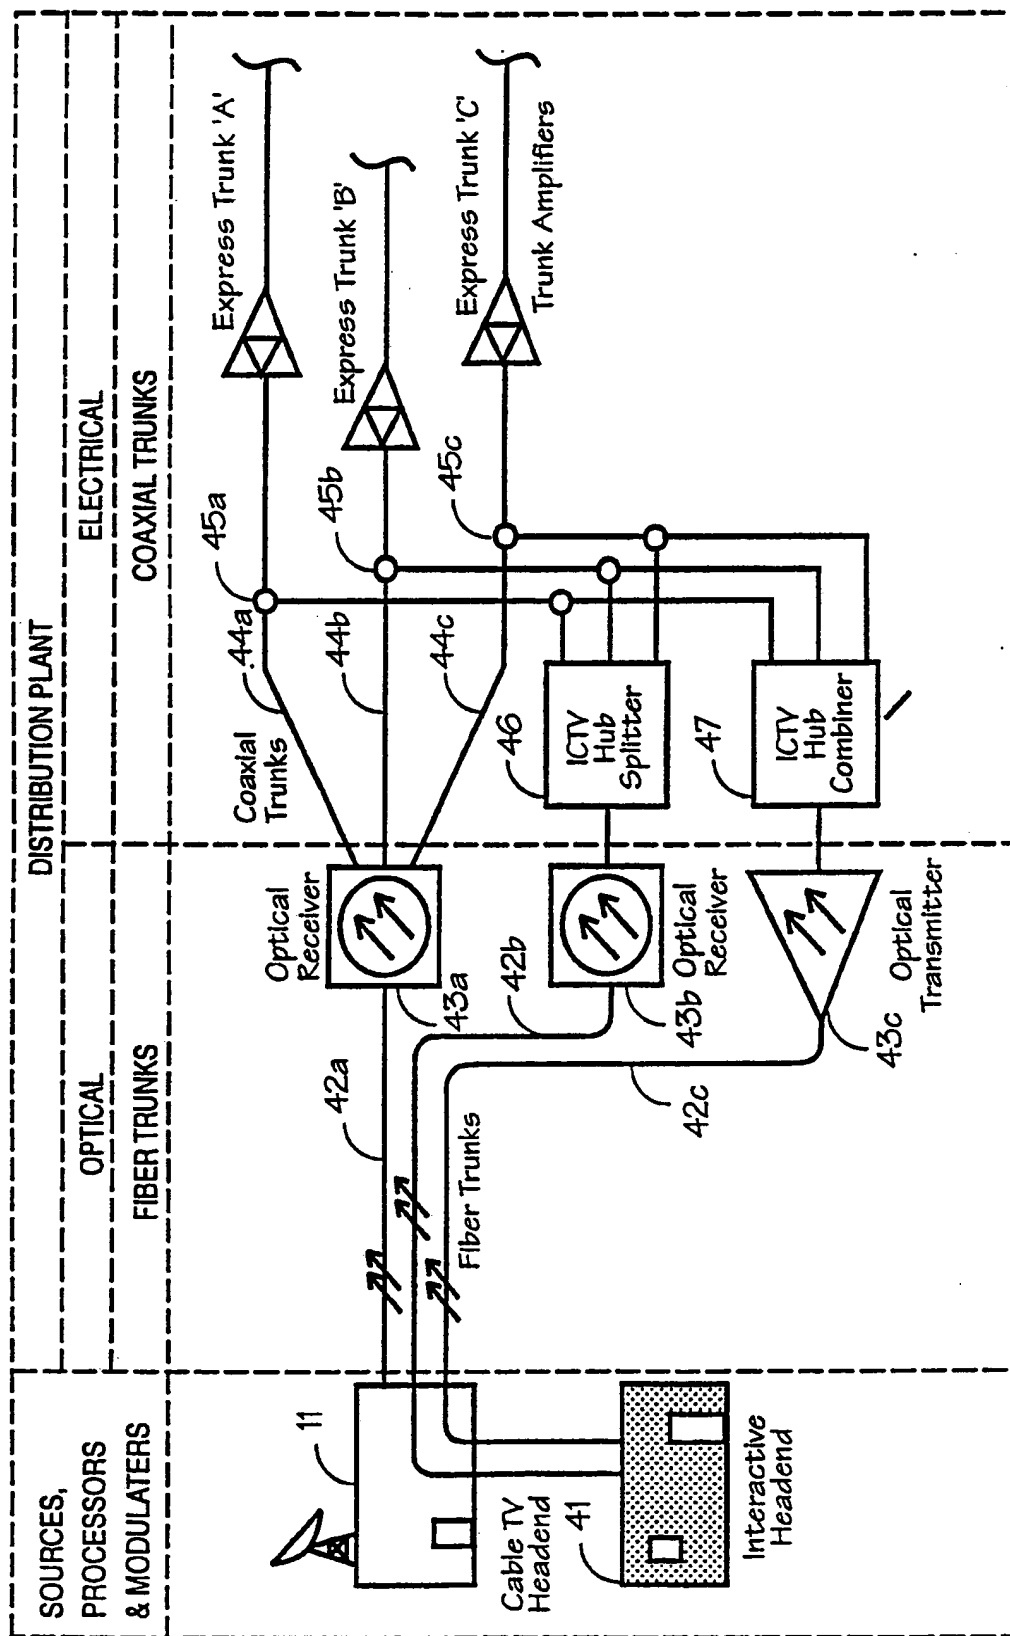 SOURCES,
PROCESSORS
& MODULATERS
DISTRIBUTION PLANT
OPTICAL
ELECTRICAL
FIBER TRUNKS
COAXIAL TRUNKS
11
Cable TV
Headend
41
Interactive
Headend
42a
42b
42c
Fiber Trunks
Optical
Receiver
43a
43b
Optical
Receiver
43c
Optical
Transmitter
Coaxial
Trunks
44a
44b
44c
45a
45b
45c
46
ICTV
Hub
Splitter
47
ICTV
Hub
Combiner
Express Trunk 'A'
Express Trunk 'B'
Express Trunk 'C'
Trunk Amplifiers